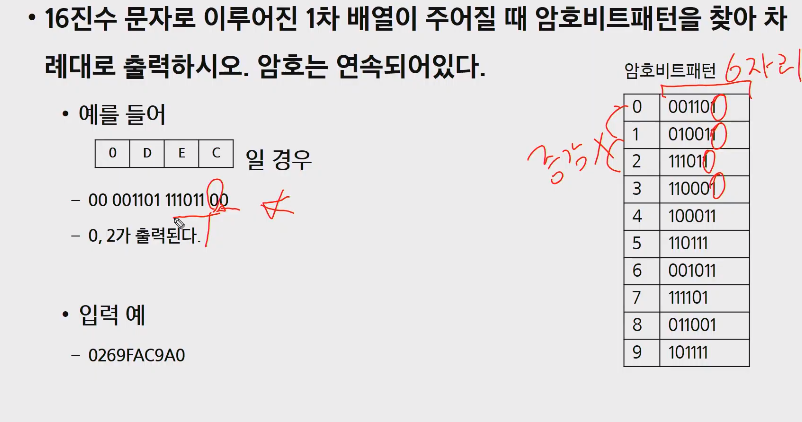 • 16진수 문자로 이루어진 1차 배열이 주어질 때 암호비트패턴을 찾아 차
례대로 출력하시오. 암호는 연속되어있다.
• 예를 들어
0 D E C 일 경우
– 00 001101 111011 00
– 0, 2가 출력된다.
• 입력 예
– 0269FAC9A0
암호비트패턴 6자리
0 001101
1 010011
2 111011
3 110001
4 100011
5 110111
6 001011
7 111101
8 011001
9 101111